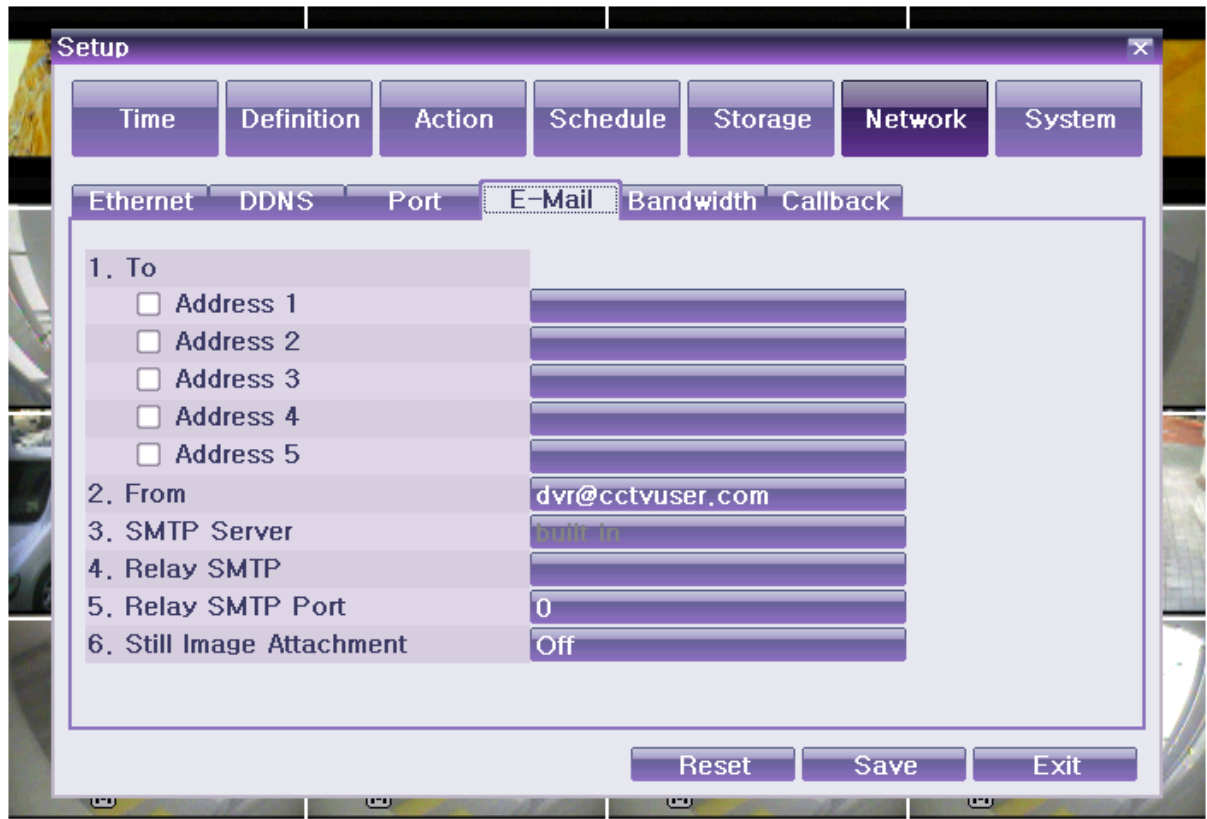 Setup
Time Definition Action Schedule Storage Network System
Ethernet DDNS Port E-Mail Bandwidth Callback
1. To
Address 1
Address 2
Address 3
Address 4
Address 5
2. From dvr@cctvuser.com
3. SMTP Server built in
4. Relay SMTP
5. Relay SMTP Port 0
6. Still Image Attachment Off
Reset Save Exit